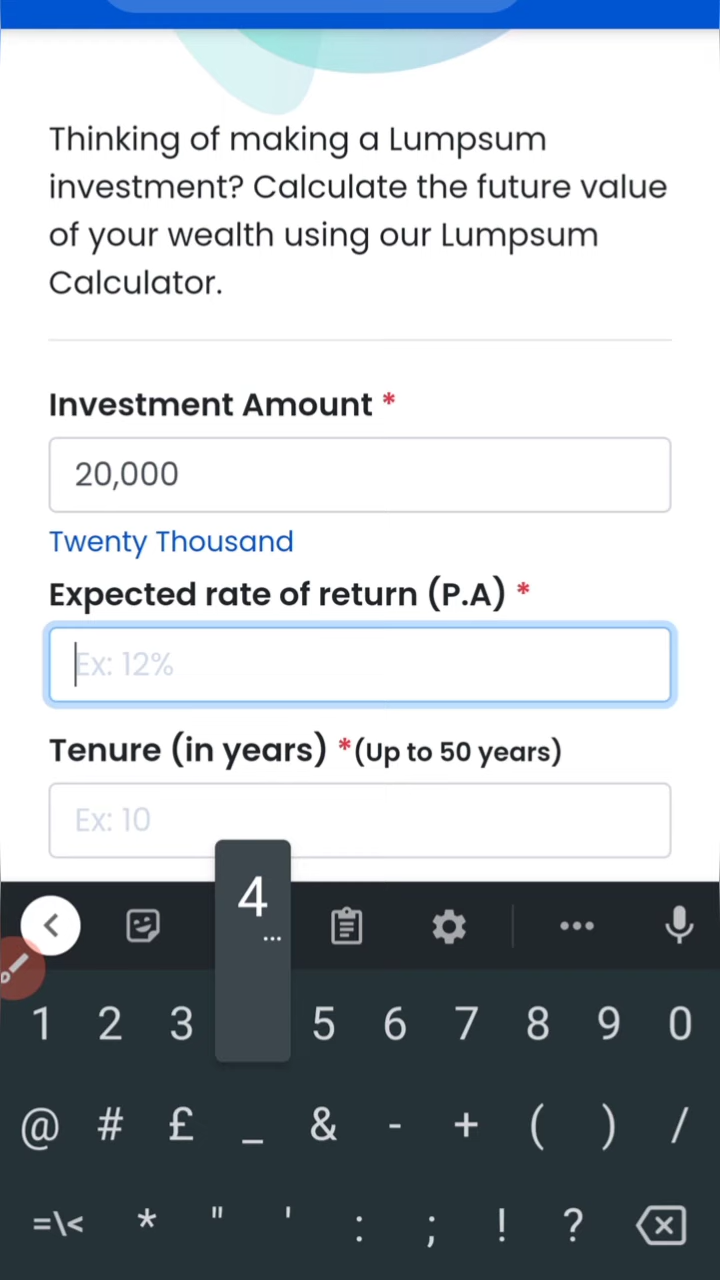 Thinking of making a Lumpsum
investment? Calculate the future value
of your wealth using our Lumpsum
Calculator.
Investment Amount *
20,000
Twenty Thousand
Expected rate of return (P.A) *
Ex: 12%
Tenure (in years) *(Up to 50 years)
Ex: 10
4
...
1 2 3 5 6 7 8 9 0
@ # £ _ & - + ( ) /
=\< * " ' : ; ! ?